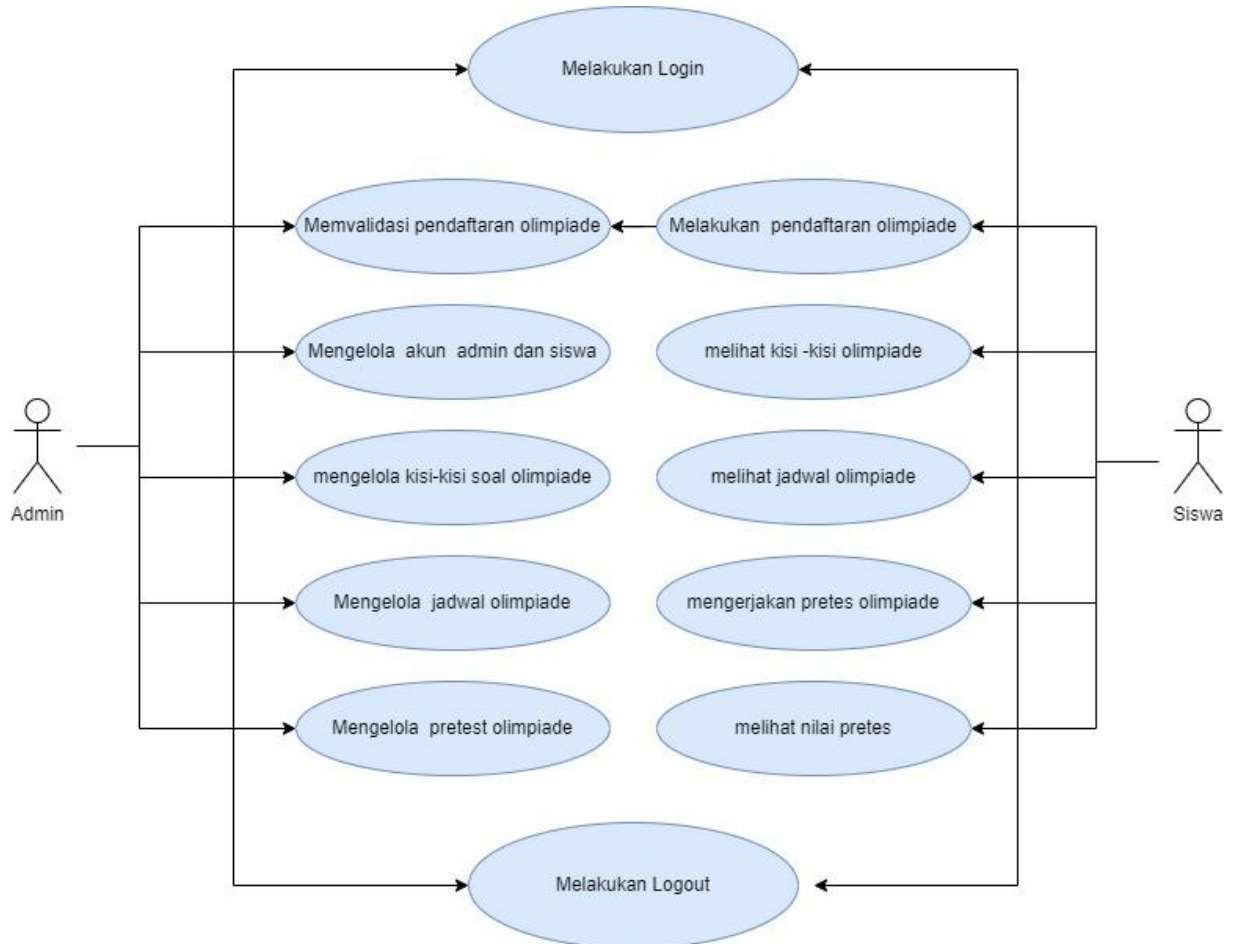 Melakukan Login
Memvalidasi pendaftaran olimpiade
Melakukan pendaftaran olimpiade
Mengelola akun admin dan siswa
melihat kisi -kisi olimpiade
mengelola kisi-kisi soal olimpiade
melihat jadwal olimpiade
Admin
Siswa
Mengelola jadwal olimpiade
mengerjakan pretes olimpiade
Mengelola pretest olimpiade
melihat nilai pretes
Melakukan Logout